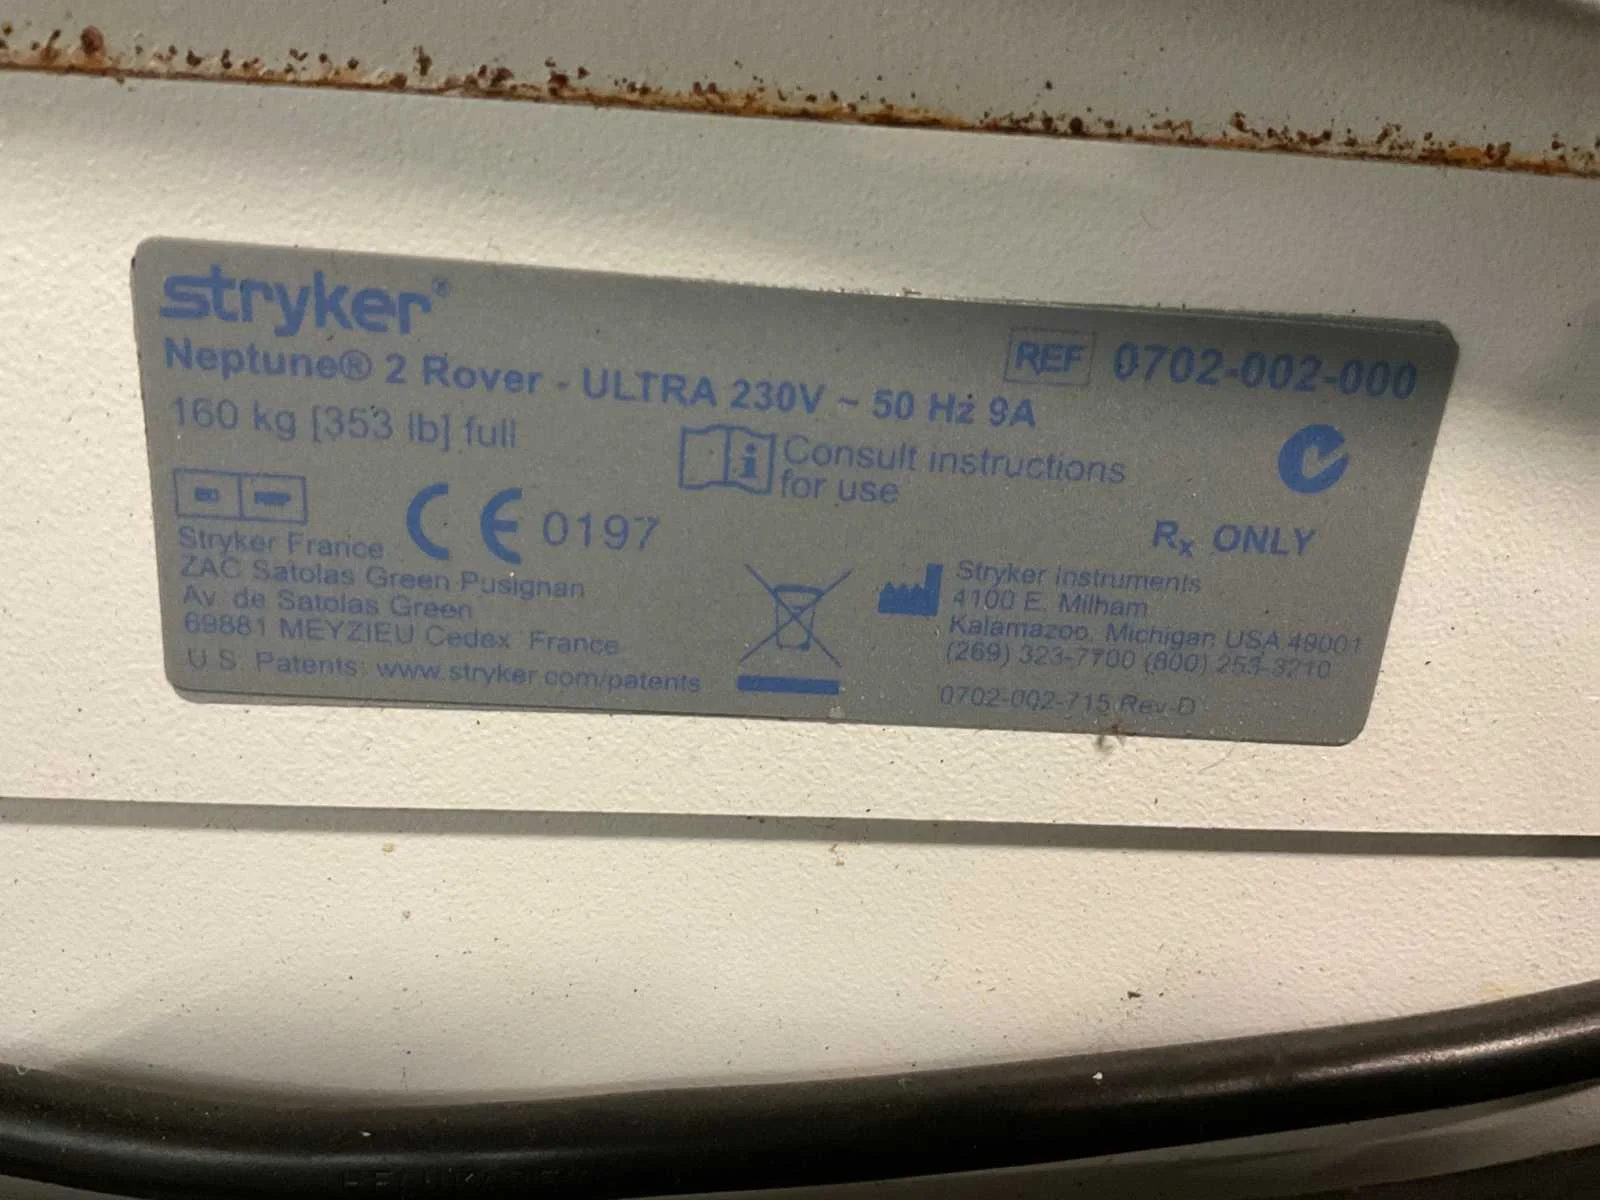 stryker®
REF 0702-002-000
Neptune® 2 Rover - ULTRA 230V ~ 50 Hz 9A
160 kg [353 lb] full
Consult instructions
for use
EC REP
CE 0197
Rx ONLY
Stryker France
ZAC Satolas Green Pusignan
Av. de Satolas Green
69881 MEYZIEU Cedex France
U.S. Patents: www.stryker.com/patents
Stryker Instruments
4100 E. Milham
Kalamazoo, Michigan USA 49001
(269) 323-7700 (800) 253-3210
0702-002-715 Rev-D